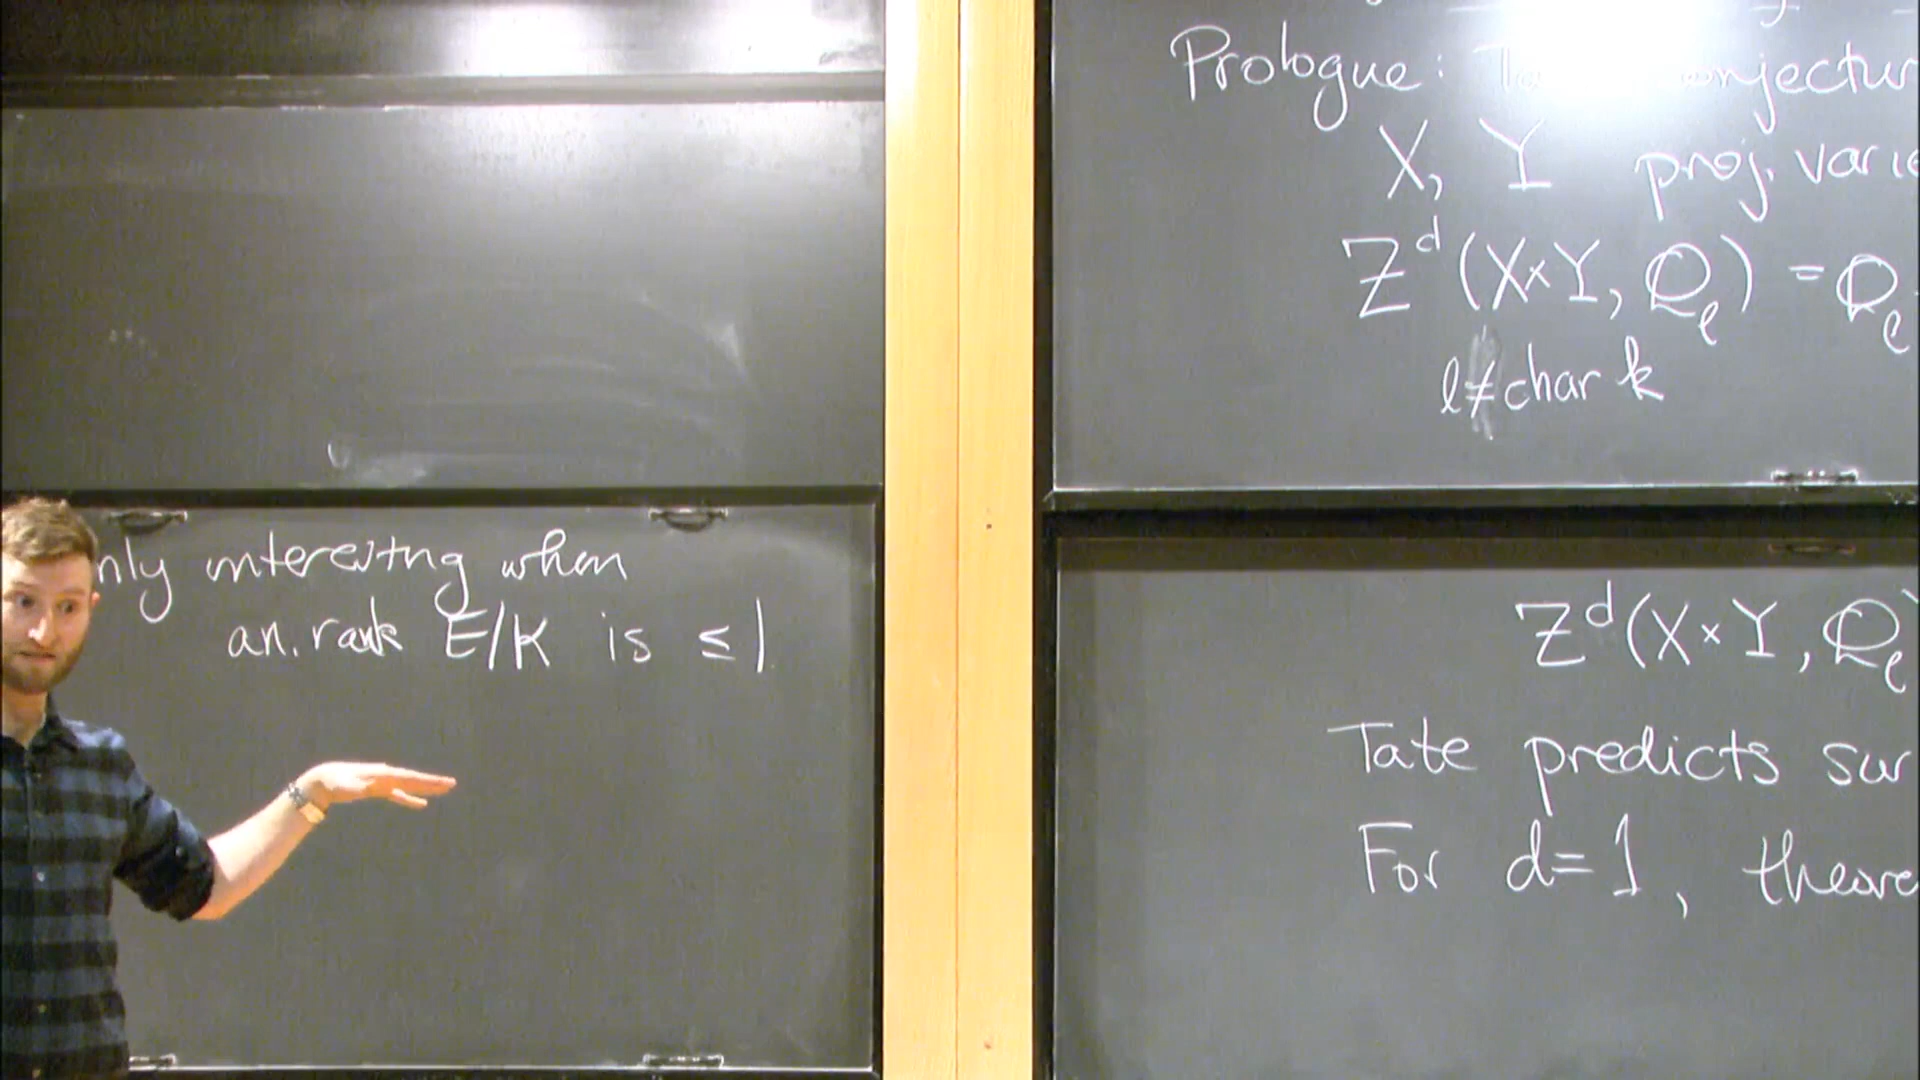 nly interesting when
an. rank E/K is ≤ 1
Prologue: onjectur
X, Y proj. varie
Z^d (X×Y, Q_ℓ) = Q_ℓ
ℓ ≠ char k
Z^d (X×Y, Q_ℓ)
Tate predicts sur
For d=1, theore